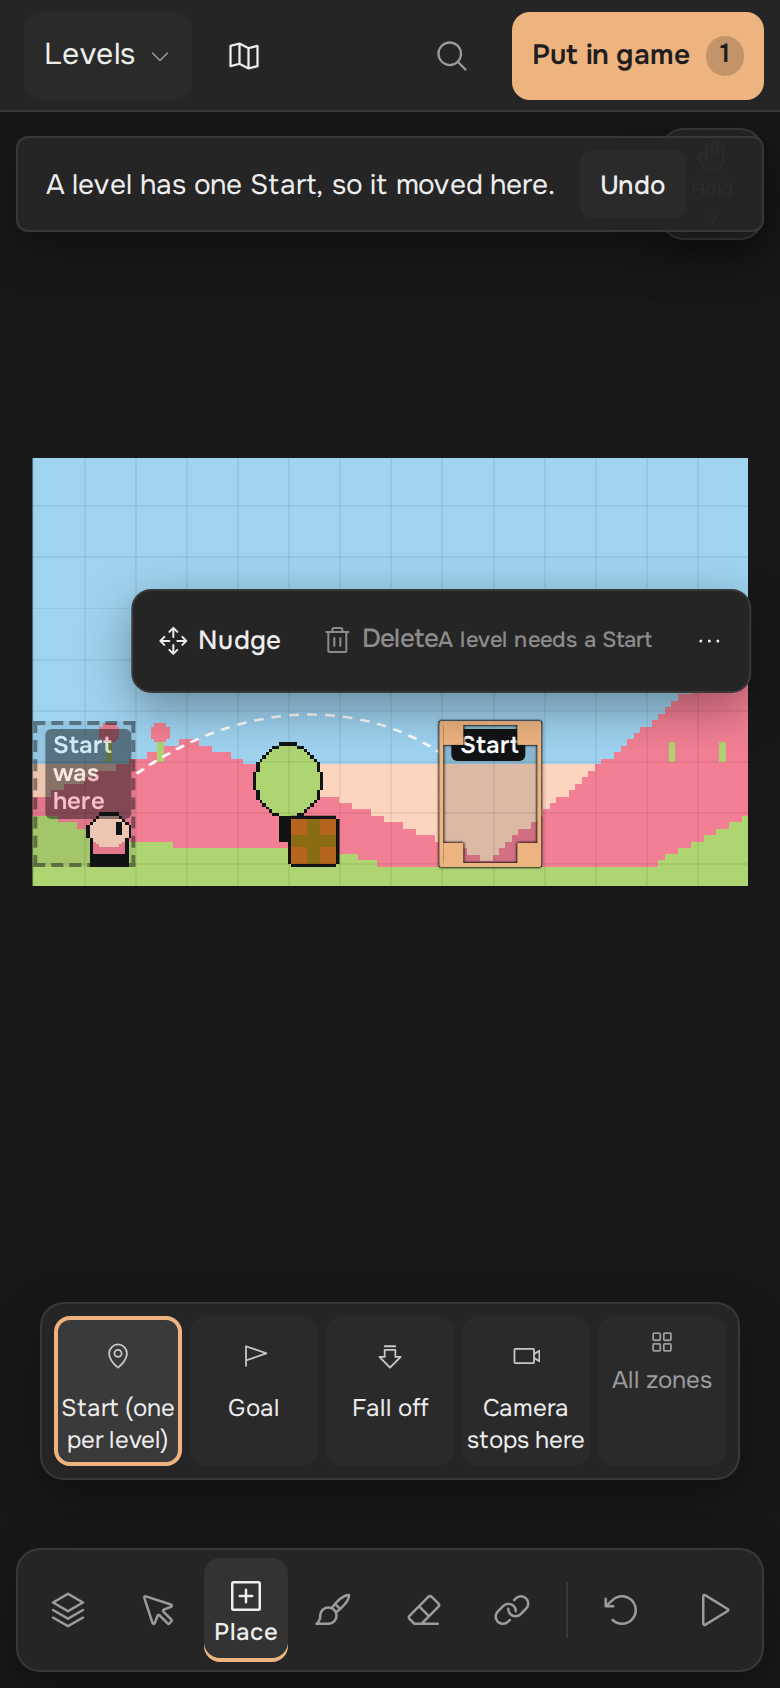 Levels
Put in game 1
A level has one Start, so it moved here.
Undo
Hold
Nudge
Delete A level needs a Start
Start
was
here
Start
Start (one
per level)
Goal
Fall off
Camera
stops here
All zones
Place